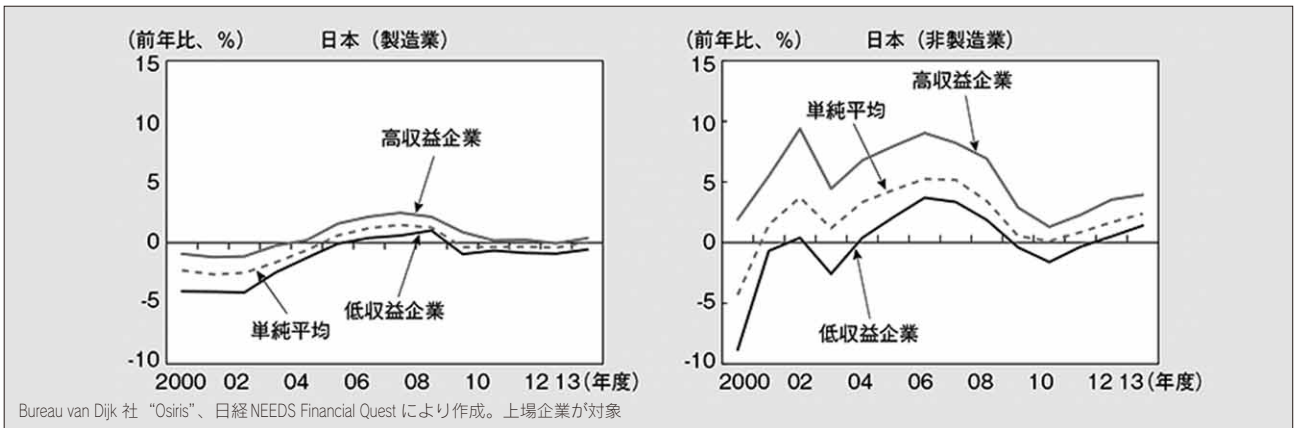 (前年比、%) 日本(製造業)
15
10
5
0
-5
-10
高収益企業
低収益企業
単純平均
2000 02 04 06 08 10 12 13(年度)
(前年比、%) 日本(非製造業)
15
10
5
0
-5
-10
高収益企業
単純平均
低収益企業
2000 02 04 06 08 10 12 13(年度)
Bureau van Dijk 社 “Osiris”、日経NEEDS Financial Quest により作成。上場企業が対象